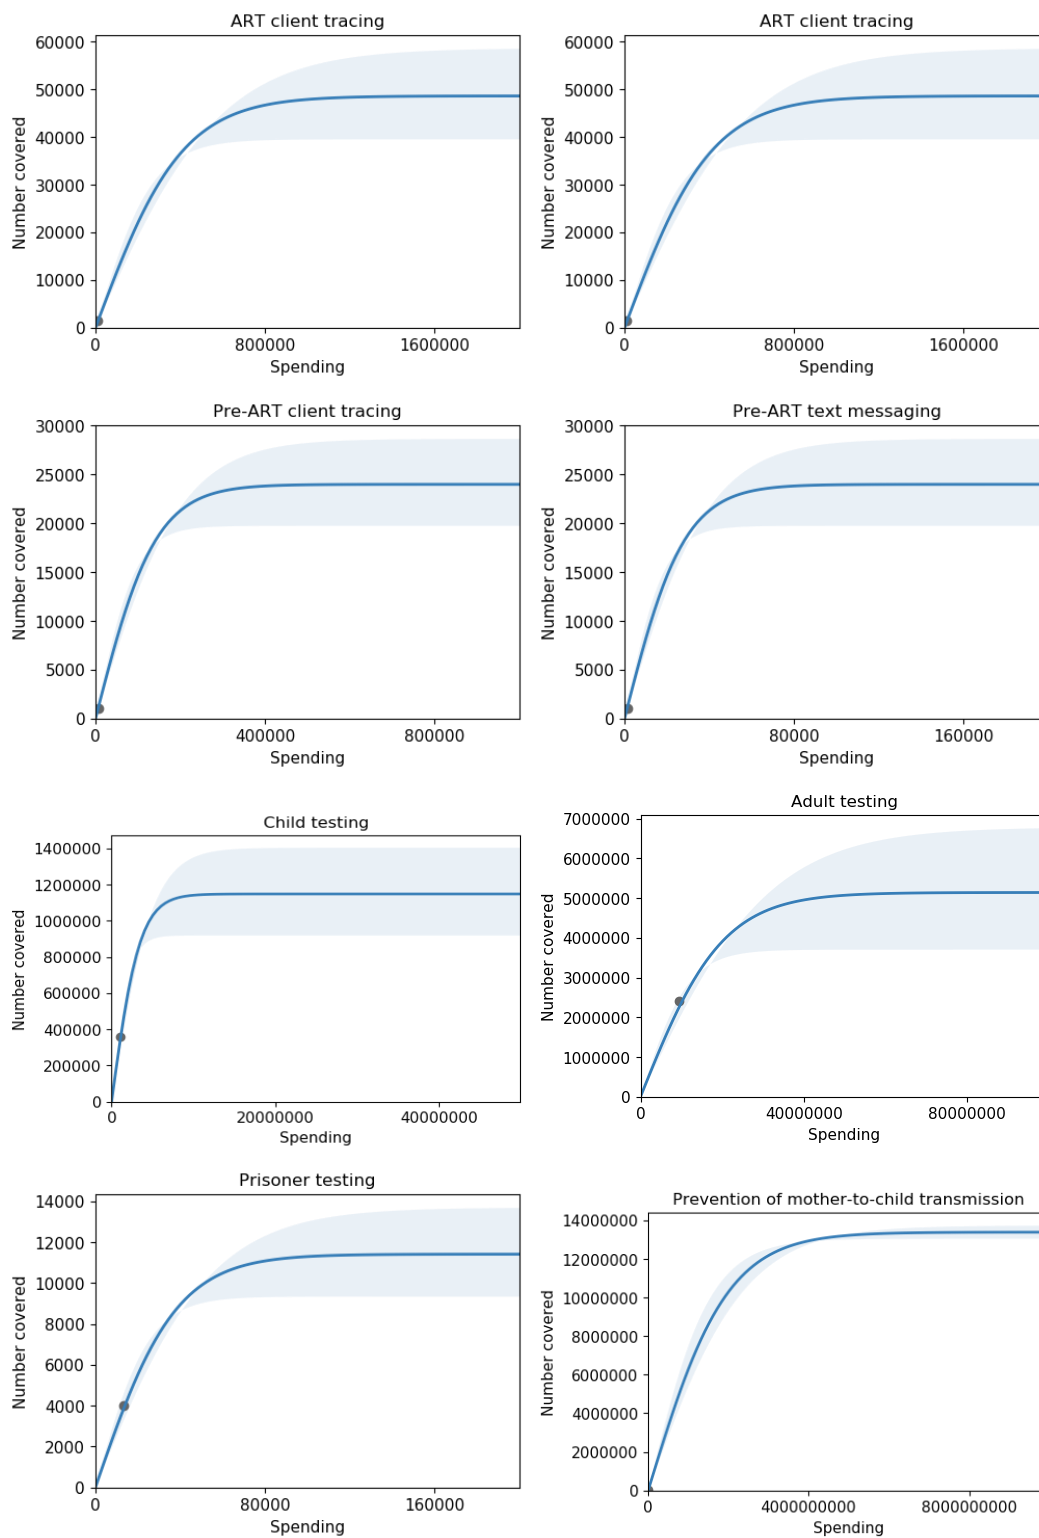 ART client tracing
60000
50000
40000
30000
20000
10000
0
Number covered
0 800000 1600000
Spending
ART client tracing
60000
50000
40000
30000
20000
10000
0
Number covered
0 800000 1600000
Spending
Pre-ART client tracing
30000
25000
20000
15000
10000
5000
0
Number covered
0 400000 800000
Spending
Pre-ART text messaging
30000
25000
20000
15000
10000
5000
0
Number covered
0 80000 160000
Spending
Child testing
1400000
1200000
1000000
800000
600000
400000
200000
0
Number covered
0 20000000 40000000
Spending
Adult testing
7000000
6000000
5000000
4000000
3000000
2000000
1000000
0
Number covered
0 40000000 80000000
Spending
Prisoner testing
14000
12000
10000
8000
6000
4000
2000
0
Number covered
0 80000 160000
Spending
Prevention of mother-to-child transmission
14000000
12000000
10000000
8000000
6000000
4000000
2000000
0
Number covered
0 4000000000 8000000000
Spending